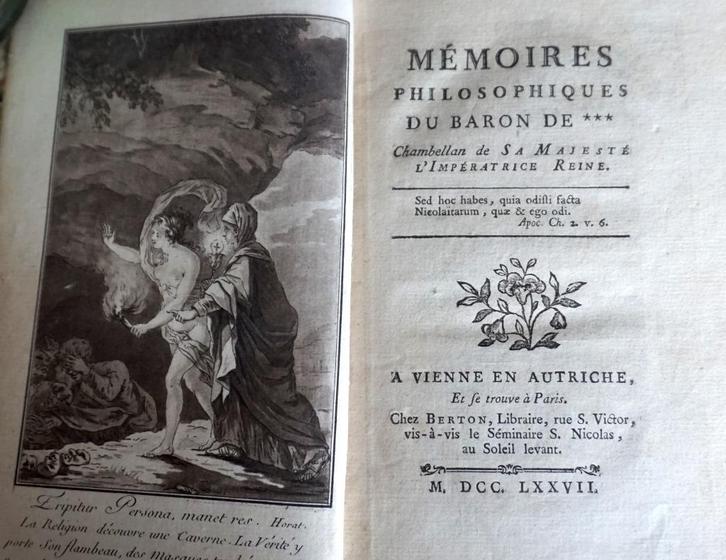 Eripitur Persona, manet res. Horat.
La Religion découvre une Caverne. La Vérité y
porte Son flambeau, des masques
MÉMOIRES
PHILOSOPHIQUES
DU BARON DE ***
Chambellan de SA MAJESTÉ
L'IMPÉRATRICE REINE.
Sed hoc habes, quia odisti facta
Nicolaitarum, quæ & ego odi.
Apoc. Ch. 2. v. 6.
A VIENNE EN AUTRICHE,
Et se trouve à Paris.
Chez BERTON, Libraire, rue S. Victor,
vis-à-vis le Séminaire S. Nicolas,
au Soleil levant.
M. DCC. LXXVII.